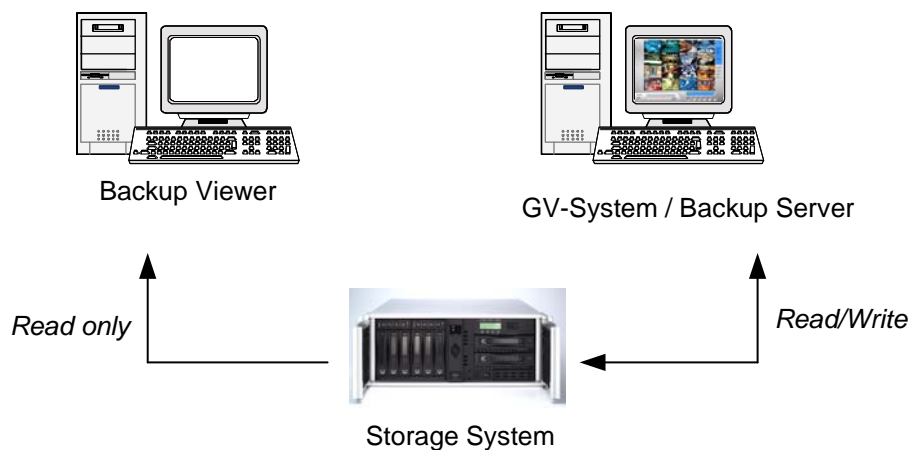 Backup Viewer
GV-System / Backup Server
Read only
Read/Write
Storage System